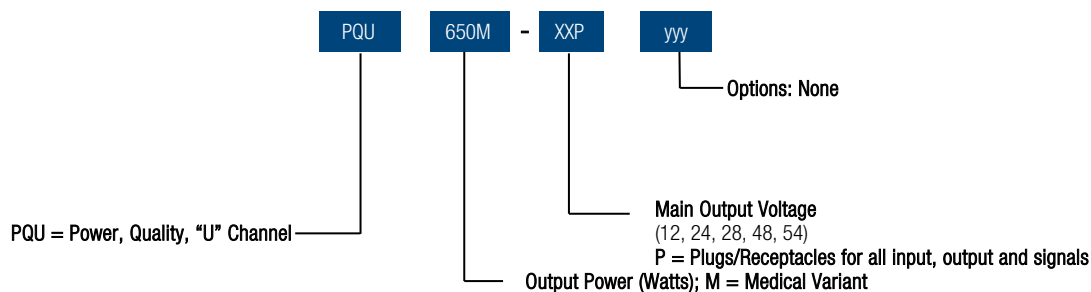 PQU 650M - XXP yyy
Options: None
Main Output Voltage
(12, 24, 28, 48, 54)
PQU = Power, Quality, “U” Channel
P = Plugs/Receptacles for all input, output and signals
Output Power (Watts); M = Medical Variant